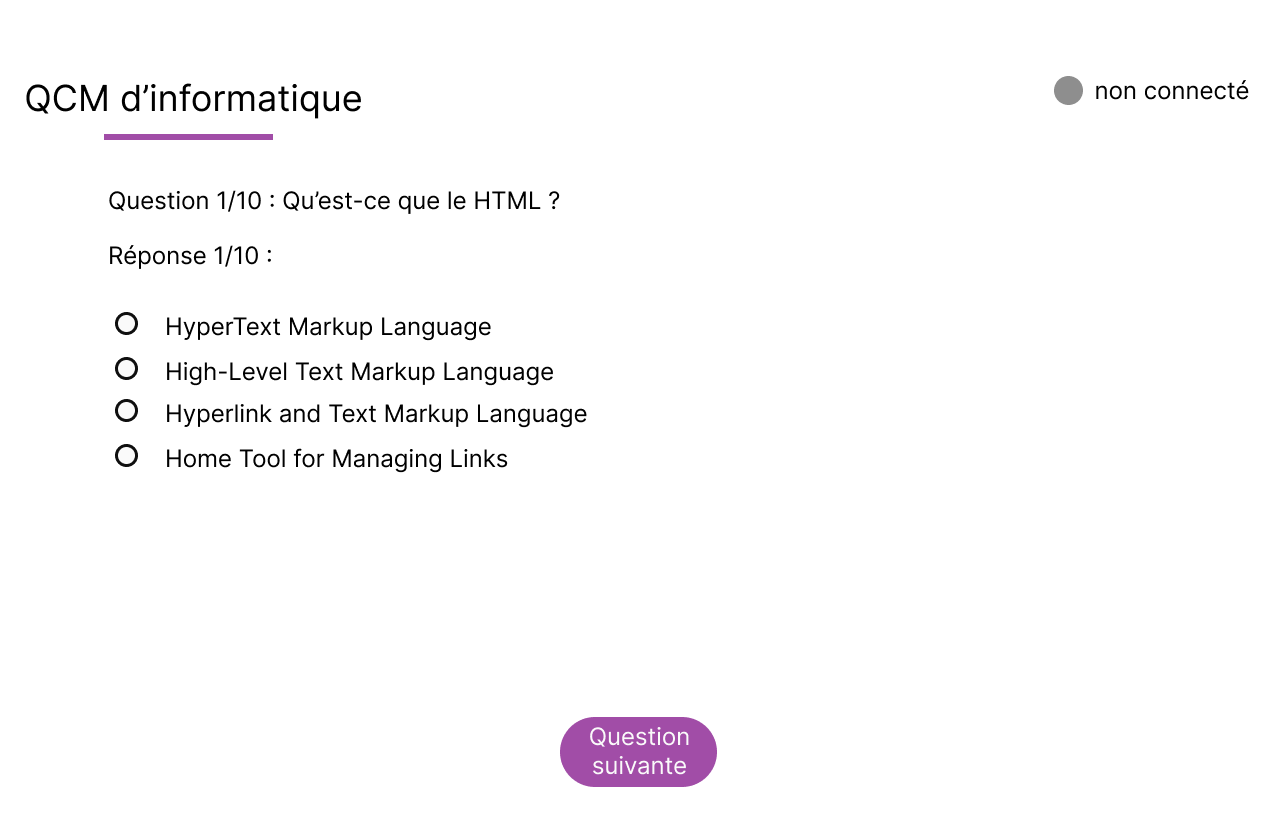 QCM d’informatique
non connecté
Question 1/10 : Qu’est-ce que le HTML ?
Réponse 1/10 :
HyperText Markup Language
High-Level Text Markup Language
Hyperlink and Text Markup Language
Home Tool for Managing Links
Question
suivante